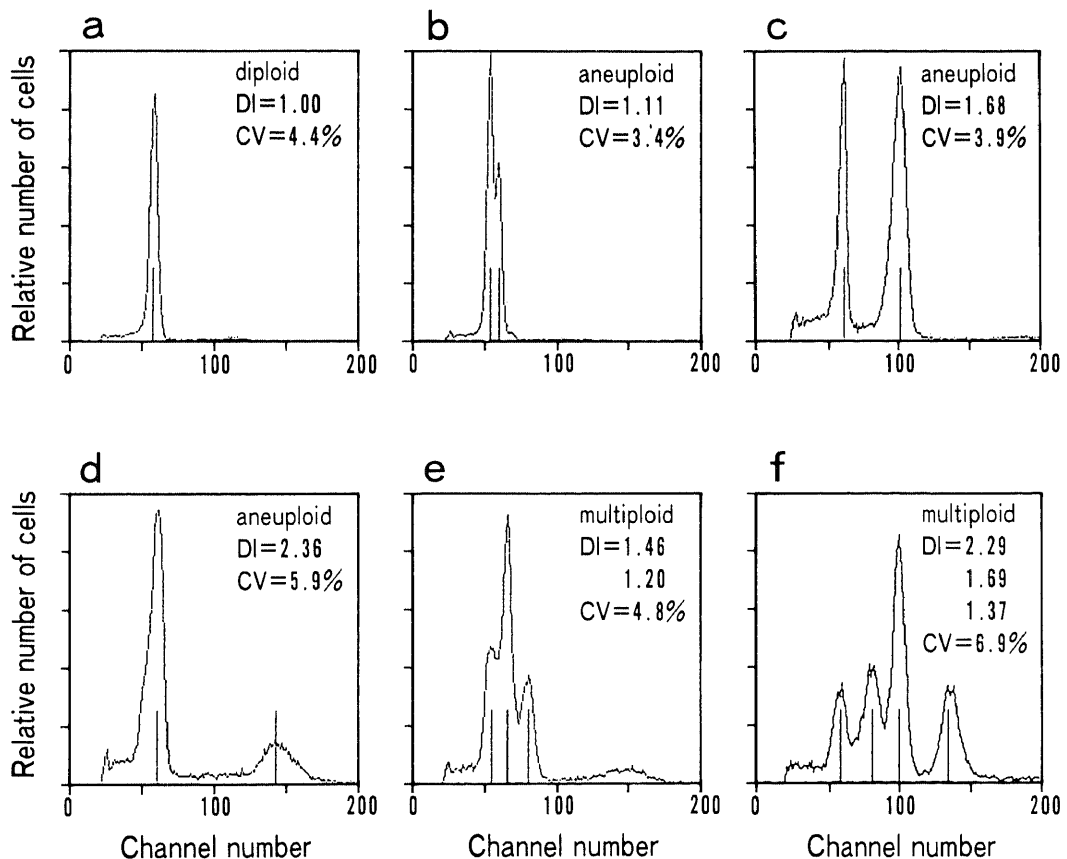 a
diploid
DI=1.00
CV=4.4%
Relative number of cells
0
100
200
b
aneuploid
DI=1.11
CV=3.4%
0
100
200
c
aneuploid
DI=1.68
CV=3.9%
0
100
200
d
aneuploid
DI=2.36
CV=5.9%
Relative number of cells
0
100
200
Channel number
e
multiploid
DI=1.46
1.20
CV=4.8%
0
100
200
Channel number
f
multiploid
DI=2.29
1.69
1.37
CV=6.9%
0
100
200
Channel number